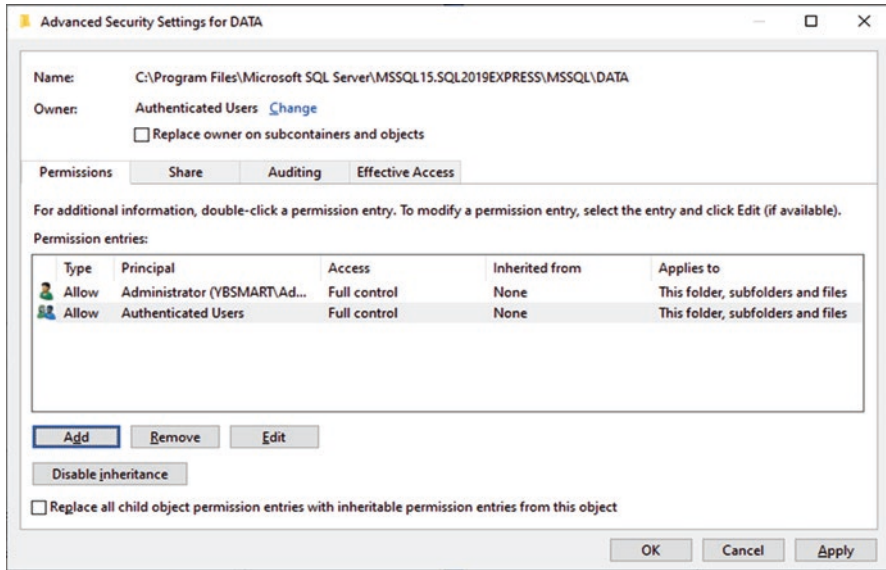 Advanced Security Settings for DATA
Name: C:\Program Files\Microsoft SQL Server\MSSQL15.SQL2019EXPRESS\MSSQL\DATA
Owner: Authenticated Users Change
Replace owner on subcontainers and objects
Permissions Share Auditing Effective Access
For additional information, double-click a permission entry. To modify a permission entry, select the entry and click Edit (if available).
Permission entries:
Type Principal Access Inherited from Applies to
Allow Administrator (YBSMART\Ad... Full control None This folder, subfolders and files
Allow Authenticated Users Full control None This folder, subfolders and files
Add Remove Edit
Disable inheritance
Replace all child object permission entries with inheritable permission entries from this object
OK Cancel Apply